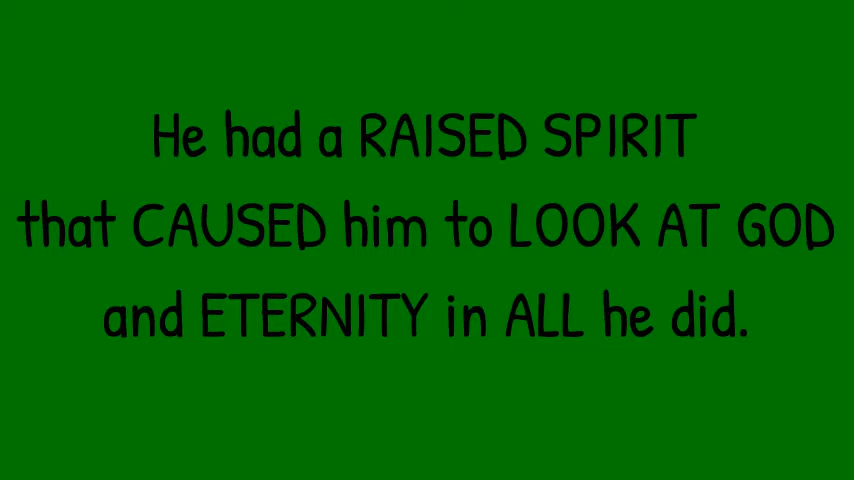 He had a RAISED SPIRIT
that CAUSED him to LOOK AT GOD
and ETERNITY in ALL he did.